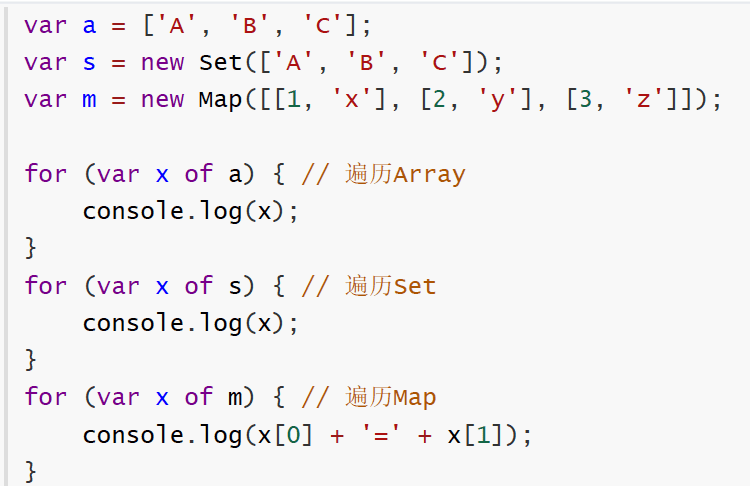 var a = ['A', 'B', 'C'];
var s = new Set(['A', 'B', 'C']);
var m = new Map([[1, 'x'], [2, 'y'], [3, 'z']]);

for (var x of a) { // 遍历Array
    console.log(x);
}
for (var x of s) { // 遍历Set
    console.log(x);
}
for (var x of m) { // 遍历Map
    console.log(x[0] + '=' + x[1]);
}